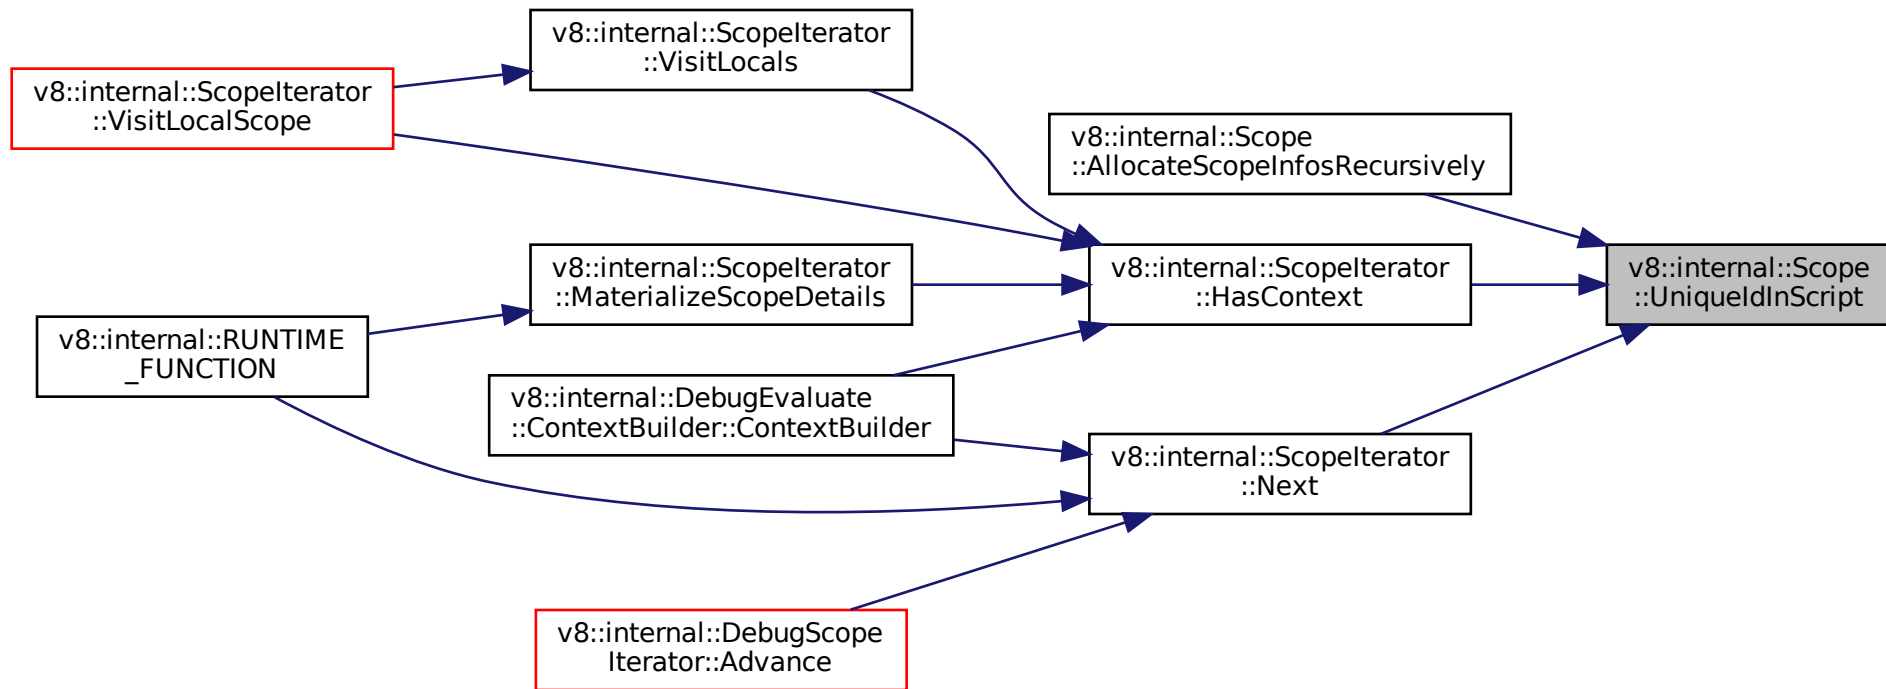 v8::internal::ScopeIterator
::VisitLocals
v8::internal::ScopeIterator
::VisitLocalScope
v8::internal::Scope
::AllocateScopeInfosRecursively
v8::internal::ScopeIterator
::MaterializeScopeDetails
v8::internal::ScopeIterator
::HasContext
v8::internal::Scope
::UniqueIdInScript
v8::internal::RUNTIME
_FUNCTION
v8::internal::DebugEvaluate
::ContextBuilder::ContextBuilder
v8::internal::ScopeIterator
::Next
v8::internal::DebugScope
Iterator::Advance